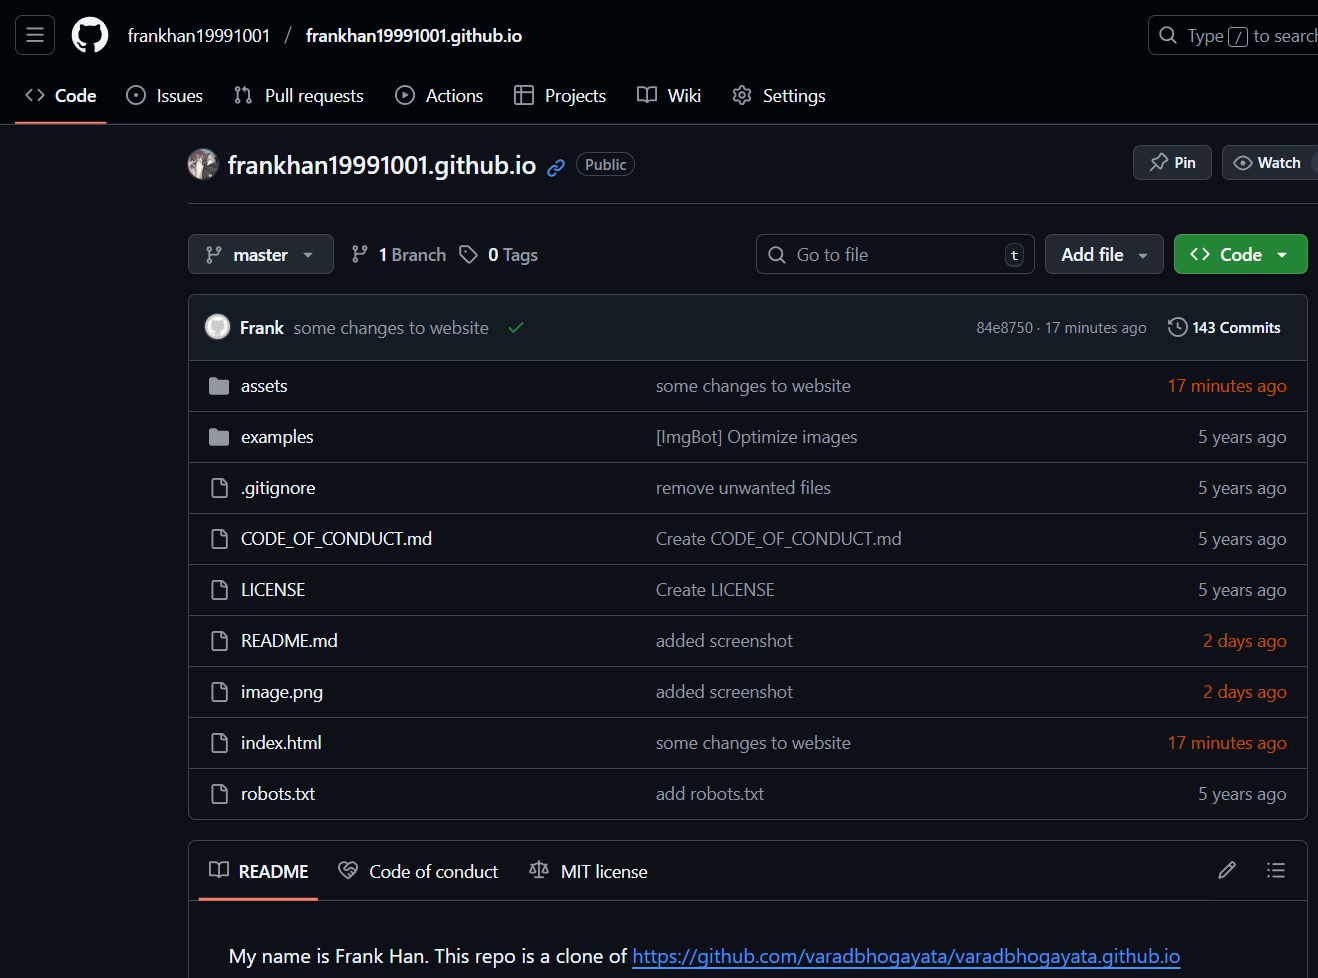 frankhan19991001 / frankhan19991001.github.io
Type / to search
Code Issues Pull requests Actions Projects Wiki Settings
frankhan19991001.github.io Public
Pin Watch
master 1 Branch 0 Tags Go to file t Add file Code
Frank some changes to website 84e8750 · 17 minutes ago 143 Commits
assets some changes to website 17 minutes ago
examples [ImgBot] Optimize images 5 years ago
.gitignore remove unwanted files 5 years ago
CODE_OF_CONDUCT.md Create CODE_OF_CONDUCT.md 5 years ago
LICENSE Create LICENSE 5 years ago
README.md added screenshot 2 days ago
image.png added screenshot 2 days ago
index.html some changes to website 17 minutes ago
robots.txt add robots.txt 5 years ago
README Code of conduct MIT license
My name is Frank Han. This repo is a clone of https://github.com/varadbhogayata/varadbhogayata.github.io